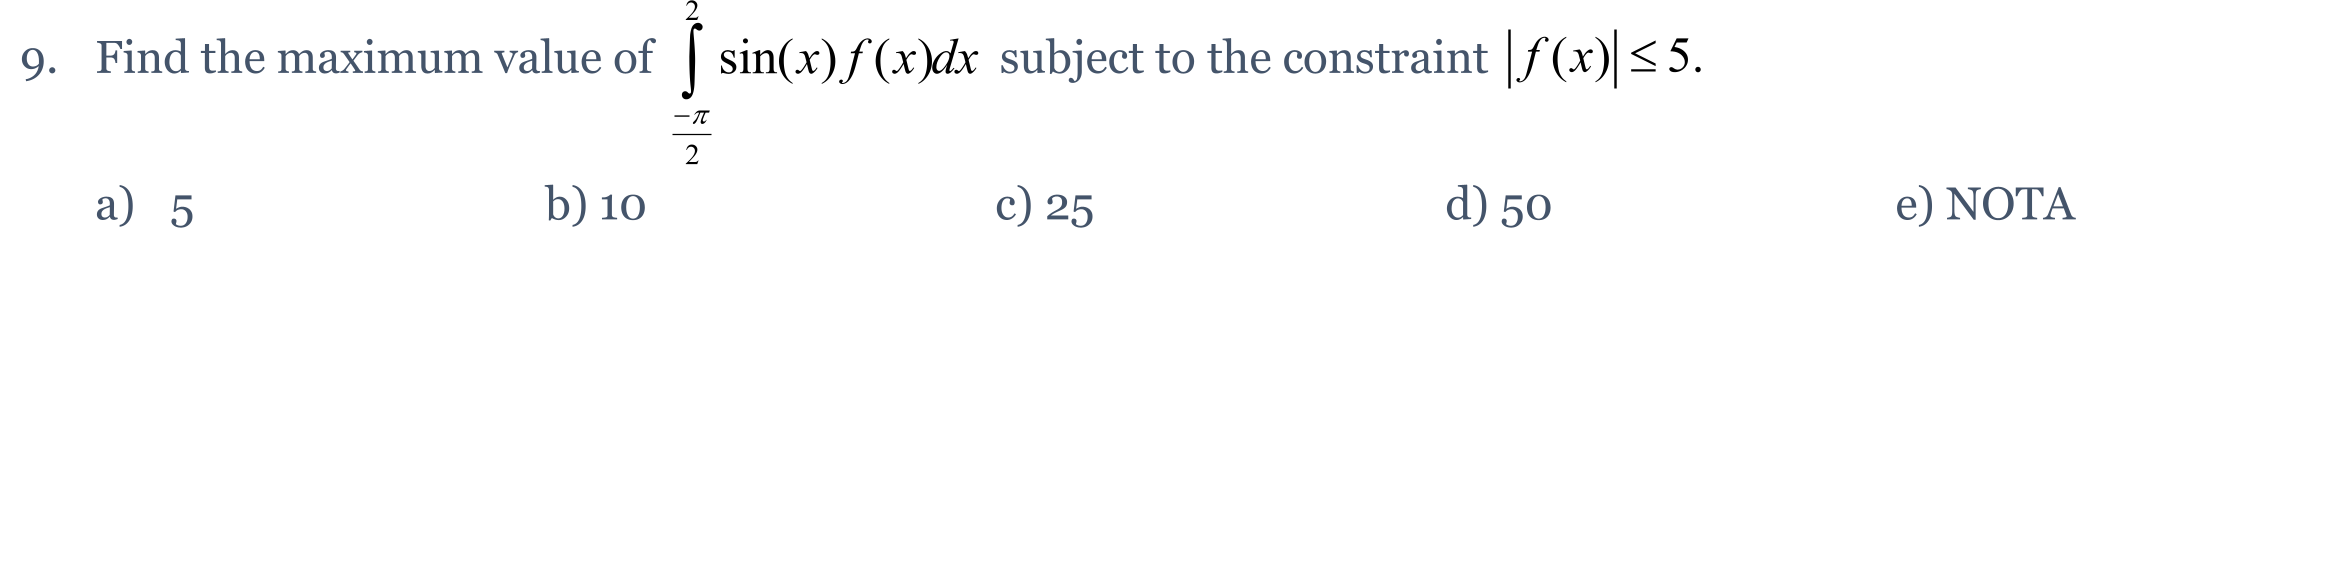 9. Find the maximum value of ∫_{-π/2}^{2} sin(x) f(x)dx subject to the constraint |f(x)| ≤ 5.
a) 5 b) 10 c) 25 d) 50 e) NOTA